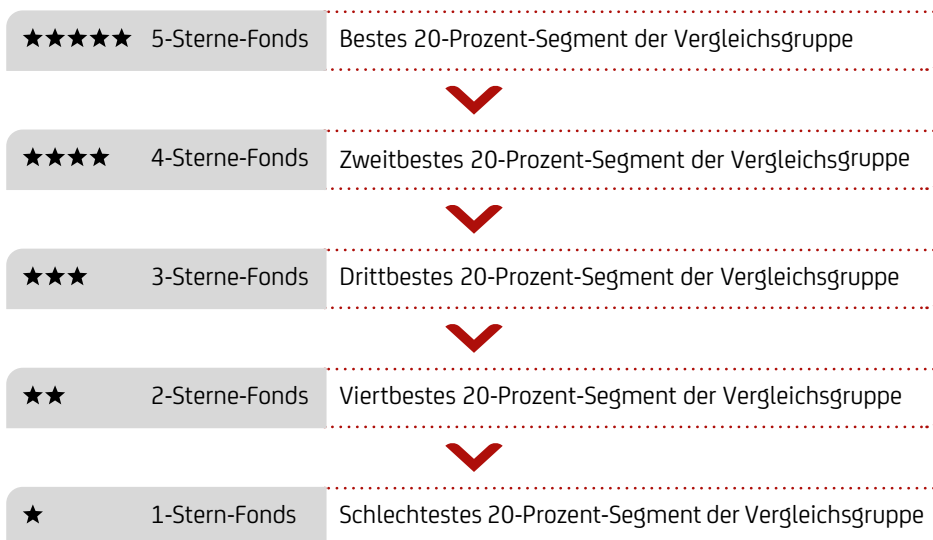 ★★★★★ 5-Sterne-Fonds Bestes 20-Prozent-Segment der Vergleichsgruppe
★★★★ 4-Sterne-Fonds Zweitbestes 20-Prozent-Segment der Vergleichsgruppe
★★★ 3-Sterne-Fonds Drittbestes 20-Prozent-Segment der Vergleichsgruppe
★★ 2-Sterne-Fonds Viertbestes 20-Prozent-Segment der Vergleichsgruppe
★ 1-Stern-Fonds Schlechtestes 20-Prozent-Segment der Vergleichsgruppe